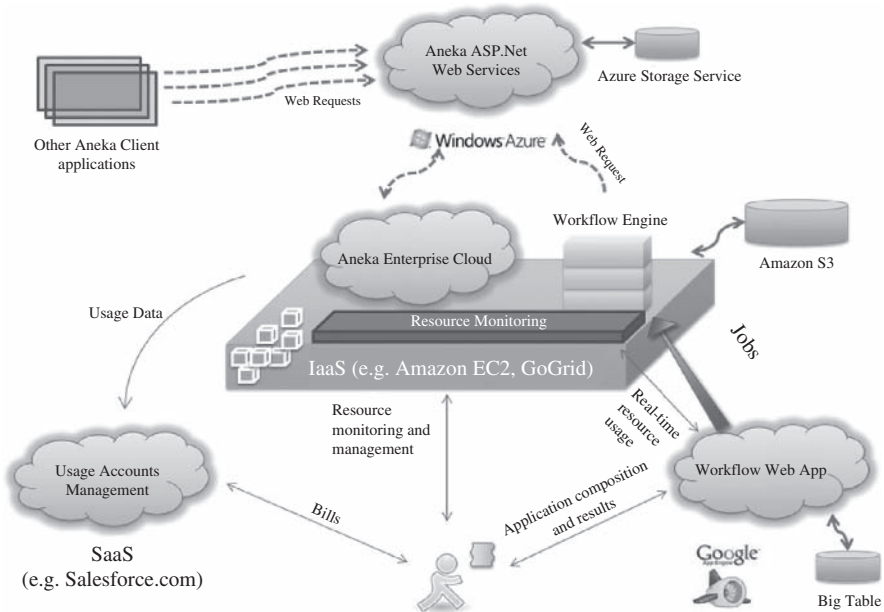 Aneka ASP.Net
Web Services
Azure Storage Service
Web Requests
Other Aneka Client
applications
Windows Azure
Web Request
Workflow Engine
Aneka Enterprise Cloud
Amazon S3
Usage Data
Resource Monitoring
IaaS (e.g. Amazon EC2, GoGrid)
Jobs
Resource
monitoring and
management
Real-time
resource
usage
Usage Accounts
Management
Workflow Web App
Bills
Application composition
and results
SaaS
(e.g. Salesforce.com)
Google
App Engine
Big Table